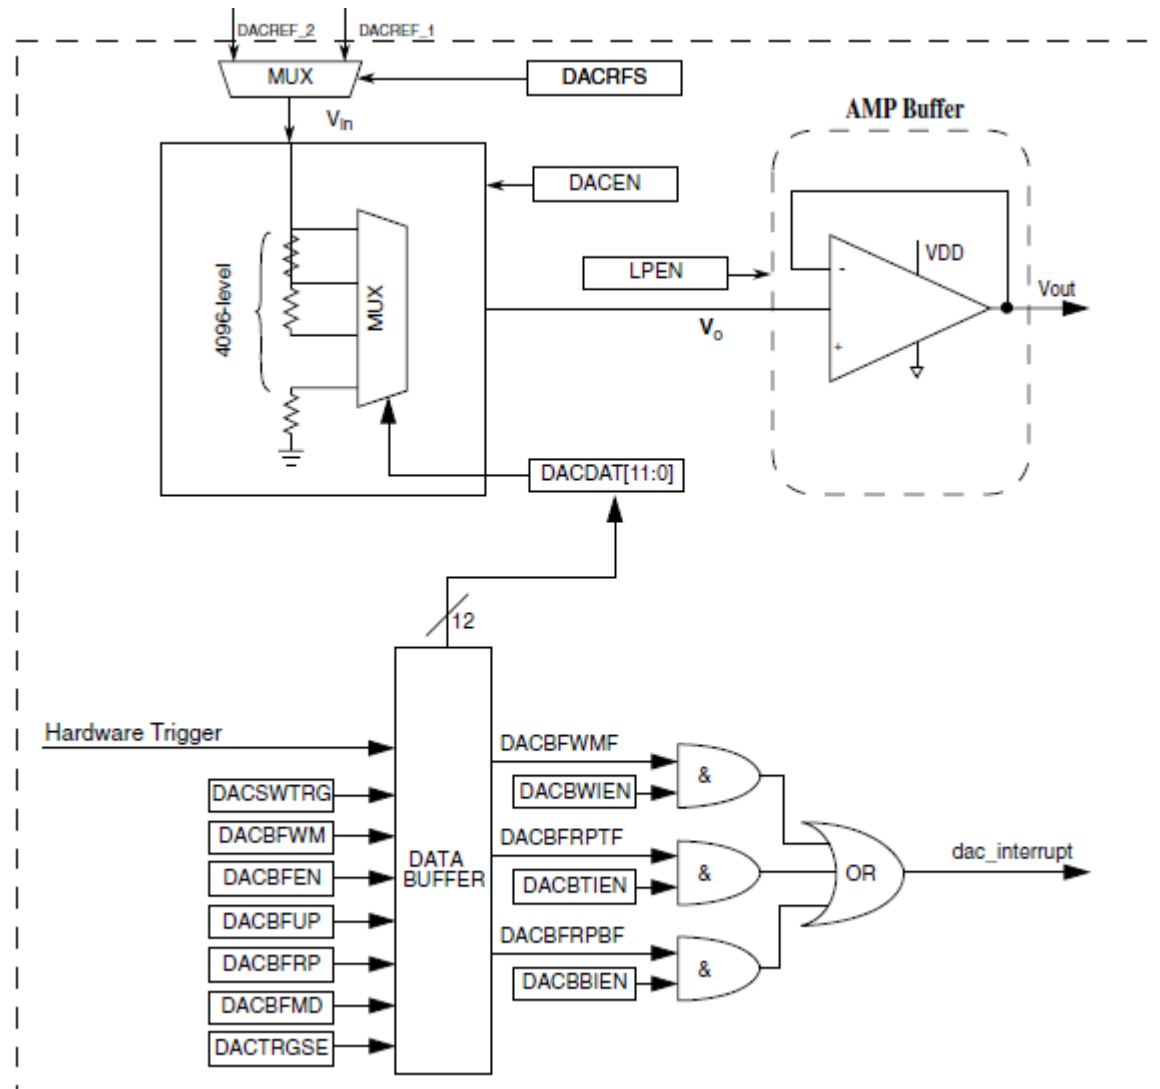 DACREF_2
DACREF_1
MUX
DACRFS
AMP Buffer
Vin
DACEN
4096-level
MUX
LPEN
VDD
-
+
Vo
Vout
DACDAT[11:0]
12
Hardware Trigger
DACSWTRG
DACBFWM
DACBFEN
DACBFUP
DACBFRP
DACBFMD
DACTRGSE
DATA
BUFFER
DACBFWMF
DACBWIEN
&
DACBFRPTF
DACBTIEN
&
DACBFRPBF
DACBBIEN
&
OR
dac_interrupt